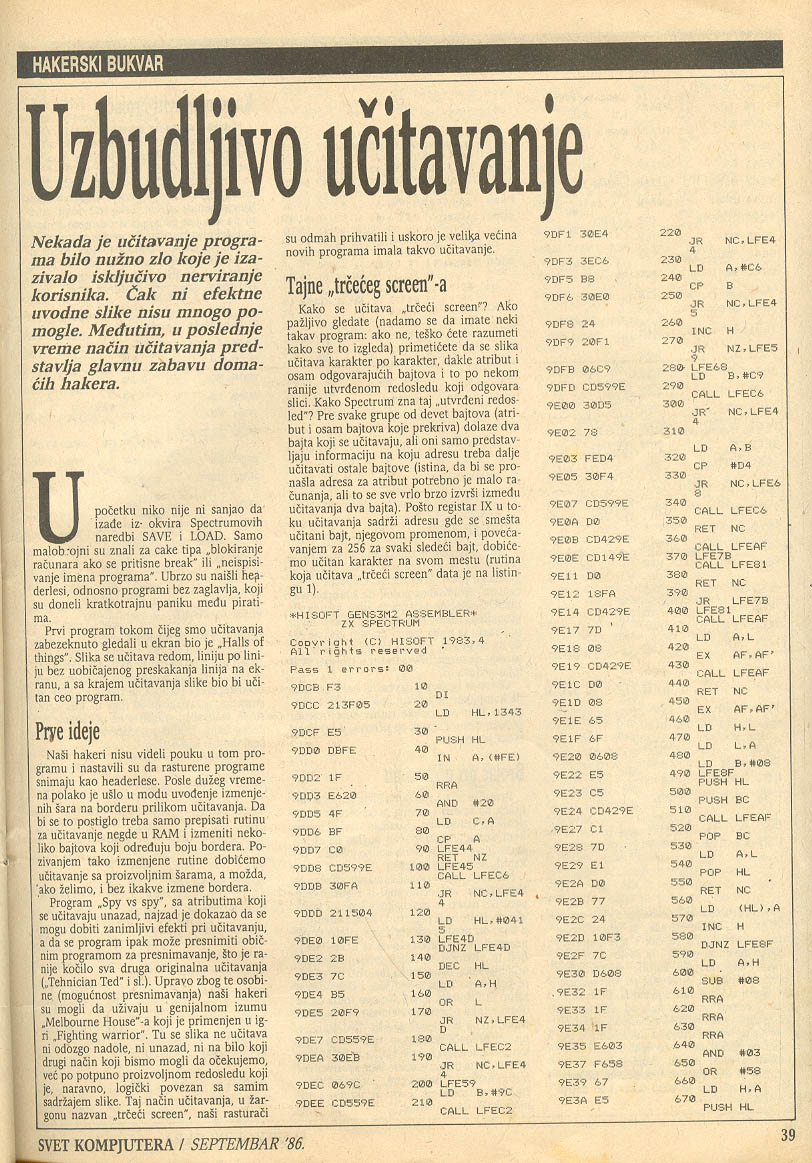 HAKERSKI BUKVAR
Uzbudljivo učitavanje
Nekada je učitavanje progra-
ma bilo nužno zlo koje je iza-
zivalo isključivo nerviranje
korisnika. Čak ni efektne
uvodne slike nisu mnogo po-
mogle. Međutim, u poslednje
vreme način učitavanja pred-
stavlja glavnu zabavu doma-
ćih hakera.
U početku niko nije ni sanjao da
izađe iz okvira Spectrumovih
naredbi SAVE i LOAD. Samo
malobrojni su znali za cake tipa „blokiranje
računara ako se pritisne break" ili „neispisi-
vanje imena programa". Ubrzo su naišli hea-
derlesi, odnosno programi bez zaglavlja, koji
su doneli kratkotrajnu paniku među pirati-
ma.
Prvi program tokom čijeg smo učitavanja
zabezeknuto gledali u ekran bio je „Halls of
things". Slika se učitava redom, liniju po lini-
ju bez uobičajenog preskakanja linija na ek-
ranu, a sa krajem učitavanja slike bio bi uči-
tan ceo program.
Prve ideje
Naši hakeri nisu videli pouku u tom pro-
gramu i nastavili su da rasturene programe
snimaju kao headerlese. Posle dužeg vreme-
na polako je ušlo u modu uvođenje izmenje-
nih šara na borderu prilikom učitavanja. Da
bi se to postiglo treba samo prepisati rutinu
za učitavanje negde u RAM i izmeniti neko-
liko bajtova koji određuju boju bordera. Po-
zivanjem tako izmenjene rutine dobićemo
učitavanje sa proizvoljnim šarama, a možda,
ako želimo, i bez ikakve izmene bordera.
Program „Spy vs spy", sa atributima koji
se učitavaju unazad, najzad je dokazao da se
mogu dobiti zanimljivi efekti pri učitavanju,
a da se program ipak može presnimiti obič-
nim programom za presnimavanje, što je ra-
nije kočilo sva druga originalna učitavanja
(„Tehnician Ted" i sl.). Upravo zbog te osobi-
ne (mogućnost presnimavanja) naši hakeri
su mogli da uživaju u genijalnom izumu
„Melbourne House"-a koji je primenjen u ig-
ri „Fighting warrior". Tu se slika ne učitava
ni odozgo nadole, ni unazad, ni na bilo koji
drugi način koji bismo mogli da očekujemo,
već po potpuno proizvoljnom redosledu koji
je, naravno, logički povezan sa samim
sadržajem slike. Taj način učitavanja, u žar-
gonu nazvan „trčeći screen", naši rasturači
su odmah prihvatili i uskoro je velika većina
novih programa imala takvo učitavanje.
Tajne „trčećeg screen"-a
Kako se učitava „trčeći screen"? Ako
pažljivo gledate (nadamo se da imate neki
takav program: ako ne, teško ćete razumeti
kako sve to izgleda) primetićete da se slika
učitava karakter po karakter, dakle atribut i
osam odgovarajućih bajtova i to po nekom
ranije utvrđenom redosledu koji odgovara
slici. Kako Spectrum zna taj „utvrđeni redos-
led"? Pre svake grupe od devet bajtova (atri-
but i osam bajtova koje prekriva) dolaze dva
bajta koji se učitavaju, ali oni samo predstav-
ljaju informaciju na koju adresu treba dalje
učitavati ostale bajtove (istina, da bi se pro-
našla adresa za atribut potrebno je malo ra-
čunanja, ali to se vrlo brzo izvrši između
učitavanja dva bajta). Pošto registar IX u to-
ku učitavanja sadrži adresu gde se smešta
učitani bajt, njegovom promenom, i poveća-
vanjem za 256 za svaki sledeći bajt, dobiće-
mo učitan karakter na svom mestu (rutina
koja učitava „trčeći screen" data je na listin-
gu 1).
*HISOFT GENS3M2 ASSEMBLER*
ZX SPECTRUM
Copyright (C) HISOFT 1983,4
All rights reserved
Pass 1 errors: 00
9DCB F3 10
DI
9DCC 213F05 20
LD HL,1343
9DCF E5 30
PUSH HL
9DD0 DBFE 40
IN A,(#FE)
9DD2 1F 50
RRA
9DD3 E620 60
AND #20
9DD5 4F 70
LD C,A
9DD6 BF 80
CP A
9DD7 C0 90 LFE44
RET NZ
9DD8 CD599E 100 LFE45
CALL LFEC6
9DDB 30FA 110
JR NC,LFE4
4
9DDD 211504 120
LD HL,#041
5
9DE0 10FE 130 LFE4D
DJNZ LFE4D
9DE2 2B 140
DEC HL
9DE3 7C 150
LD A,H
9DE4 B5 160
OR L
9DE5 20F9 170
JR NZ,LFE4
D
9DE7 CD559E 180
CALL LFEC2
9DEA 30EB 190
JR NC,LFE4
4
9DEC 069C 200 LFE59
LD B,#9C
9DEE CD559E 210
CALL LFEC2
9DF1 30E4 220
JR NC,LFE4
4
9DF3 3EC6 230
LD A,#C6
9DF5 B8 240
CP B
9DF6 30E0 250
JR NC,LFE4
5
9DF8 24 260
INC H
9DF9 20F1 270
JR NZ,LFE5
9
9DFB 06C9 280 LFE68
LD B,#C9
9DFD CD599E 290
CALL LFEC6
9E00 30D5 300
JR NC,LFE4
4
9E02 78 310
LD A,B
9E03 FED4 320
CP #D4
9E05 30F4 330
JR NC,LFE6
8
9E07 CD599E 340
CALL LFEC6
9E0A D0 350
RET NC
9E0B CD429E 360
CALL LFEAF
9E0E CD149E 370 LFE7B
CALL LFE81
9E11 D0 380
RET NC
9E12 18FA 390
JR LFE7B
9E14 CD429E 400 LFE81
CALL LFEAF
9E17 7D 410
LD A,L
9E18 08 420
EX AF,AF'
9E19 CD429E 430
CALL LFEAF
9E1C D0 440
RET NC
9E1D 08 450
EX AF,AF'
9E1E 65 460
LD H,L
9E1F 6F 470
LD L,A
9E20 0608 480
LD B,#08
9E22 E5 490 LFE8F
PUSH HL
9E23 C5 500
PUSH BC
9E24 CD429E 510
CALL LFEAF
9E27 C1 520
POP BC
9E28 7D 530
LD A,L
9E29 E1 540
POP HL
9E2A D0 550
RET NC
9E2B 77 560
LD (HL),A
9E2C 24 570
INC H
9E2D 10F3 580
DJNZ LFE8F
9E2F 7C 590
LD A,H
9E30 D608 600
SUB #08
9E32 1F 610
RRA
9E33 1F 620
RRA
9E34 1F 630
RRA
9E35 E603 640
AND #03
9E37 F658 650
OR #58
9E39 67 660
LD H,A
9E3A E5 670
PUSH HL
SVET KOMPJUTERA / SEPTEMBAR '86.
39